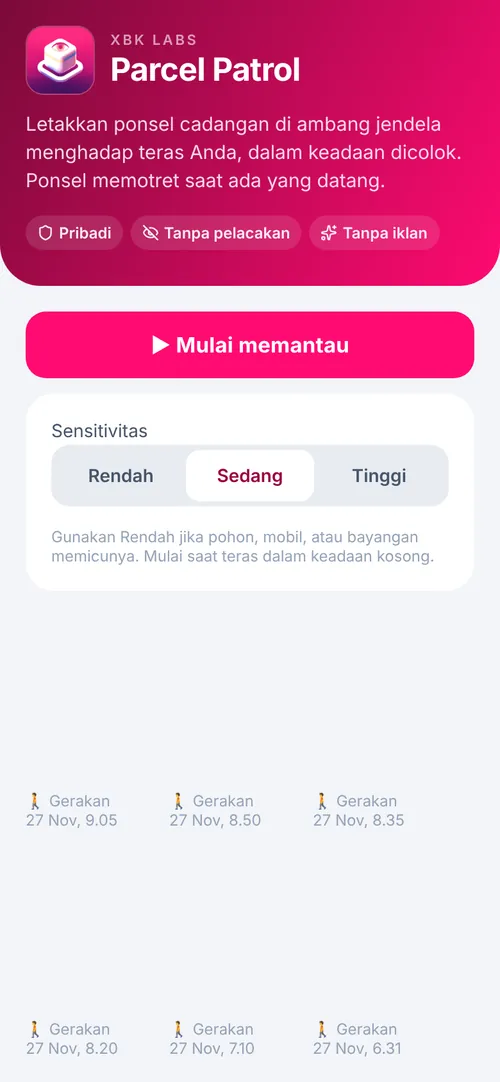 XBK LABS
Parcel Patrol
Letakkan ponsel cadangan di ambang jendela
menghadap teras Anda, dalam keadaan dicolok.
Ponsel memotret saat ada yang datang.
Pribadi
Tanpa pelacakan
Tanpa iklan
▶ Mulai memantau
Sensitivitas
Rendah
Sedang
Tinggi
Gunakan Rendah jika pohon, mobil, atau bayangan
memicunya. Mulai saat teras dalam keadaan kosong.
🚶 Gerakan
27 Nov, 9.05
🚶 Gerakan
27 Nov, 8.50
🚶 Gerakan
27 Nov, 8.35
🚶 Gerakan
27 Nov, 8.20
🚶 Gerakan
27 Nov, 7.10
🚶 Gerakan
27 Nov, 6.31